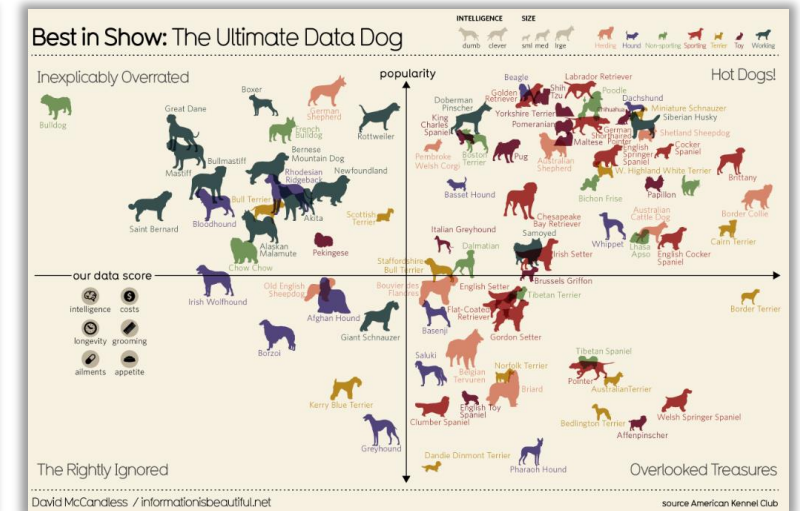 Best in Show: The Ultimate Data Dog
INTELLIGENCE
dumb clever
SIZE
sml med lrge
Herding Hound Non-sporting Sporting Terrier Toy Working
Inexplicably Overrated
popularity
Hot Dogs!
Bulldog
Great Dane
Boxer
German
Shepherd
French
Bulldog
Rottweiler
Mastiff
Bullmastiff
Bernese
Mountain Dog
Newfoundland
Rhodesian
Ridgeback
Saint Bernard
Bloodhound
Bull Terrier
Akita
Scottish
Terrier
Alaskan
Malamute
Pekingese
Chow Chow
Beagle
Golden
Retriever
Shih
Tzu
Labrador Retriever
Poodle
Dachshund
Doberman
Pinscher
King
Charles
Spaniel
Yorkshire Terrier
Pomeranian
Maltese
German
Shorthaired
Pointer
Miniature Schnauzer
Siberian Husky
Shetland Sheepdog
Pembroke
Welsh Corgi
Boston
Terrier
Pug
Australian
Shepherd
English
Springer
Spaniel
Cocker
Spaniel
W. Highland White Terrier
Brittany
Basset Hound
Bichon Frise
Papillon
Chesapeake
Bay Retriever
Australian
Cattle Dog
Border Collie
Italian Greyhound
Samoyed
Whippet
Lhasa
Apso
English Cocker
Spaniel
Cairn Terrier
Dalmatian
Irish Setter
Staffordshire
Bull Terrier
our data score
intelligence costs
longevity grooming
ailments appetite
Irish Wolfhound
Old English
Sheepdog
Afghan Hound
Borzoi
Giant Schnauzer
Kerry Blue Terrier
Greyhound
Bouvier des
Flandres
English Setter
Brussels Griffon
Tibetan Terrier
Border Terrier
Basenji
Flat-Coated
Retriever
Gordon Setter
Saluki
Belgian
Tervuren
Norfolk Terrier
Briard
Tibetan Spaniel
Pointer
AustralianTerrier
Clumber Spaniel
English Toy
Spaniel
Bedlington Terrier
Welsh Springer Spaniel
Affenpinscher
Dandie Dinmont Terrier
Pharaoh Hound
The Rightly Ignored
Overlooked Treasures
David McCandless / informationisbeautiful.net
source American Kennel Club